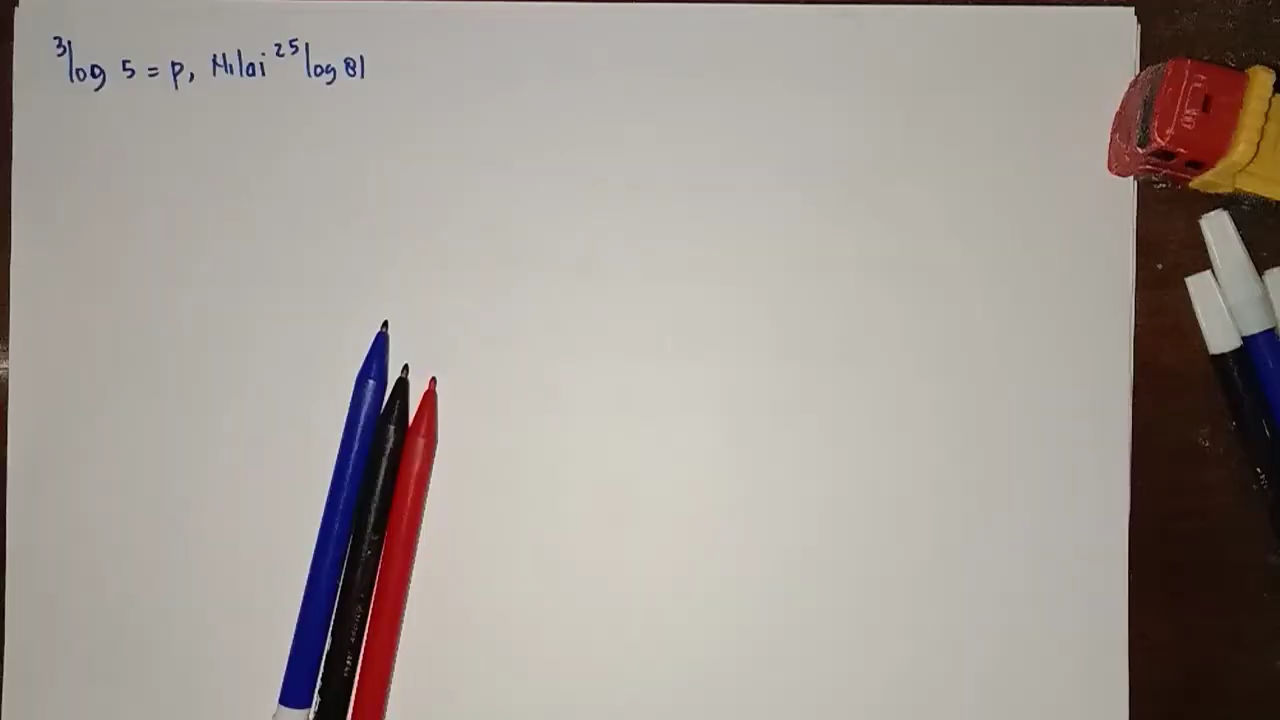 ³log 5 = p, Nilai ²⁵log 81